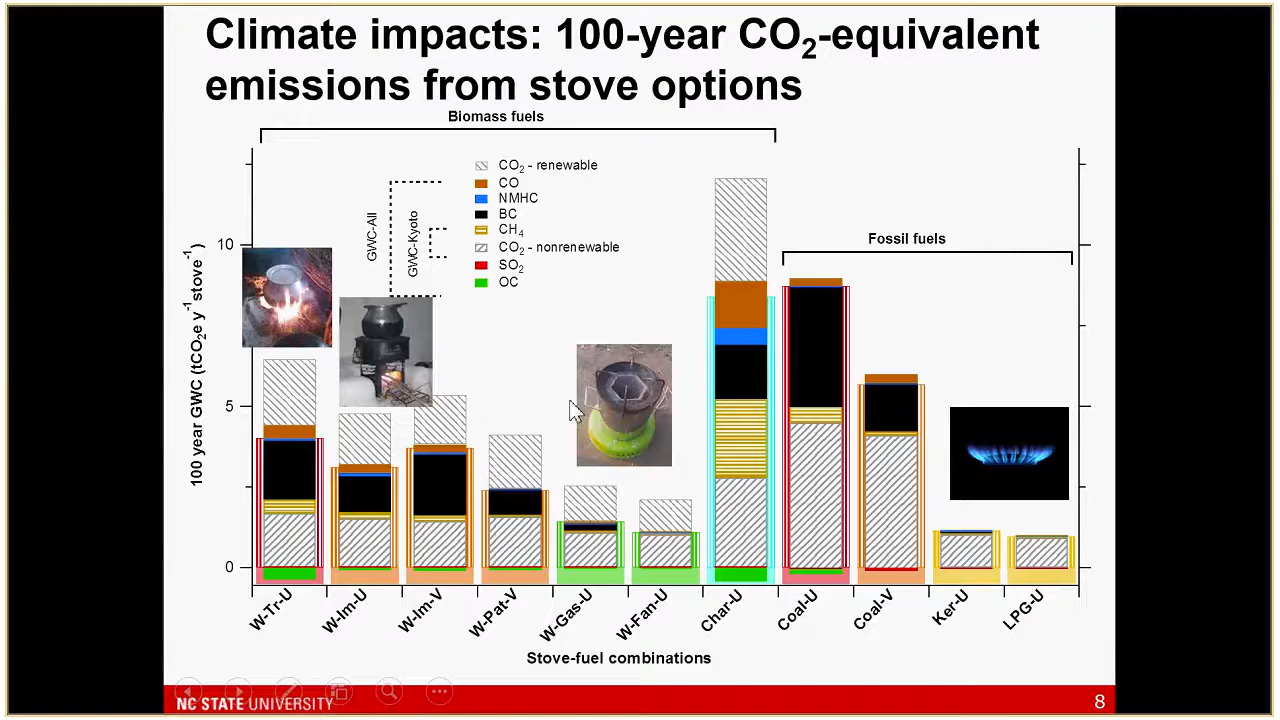 Climate impacts: 100-year CO₂-equivalent
emissions from stove options
Biomass fuels
CO₂ - renewable
CO
NMHC
BC
CH₄
CO₂ - nonrenewable
SO₂
OC
GWC-All
GWC-Kyoto
Fossil fuels
100 year GWC (tCO₂e y⁻¹ stove⁻¹)
10
5
0
W-Tr-U
W-Im-U
W-Im-V
W-Pat-V
W-Gas-U
W-Fan-U
Char-U
Coal-U
Coal-V
Ker-U
LPG-U
Stove-fuel combinations
NC STATE UNIVERSITY
8